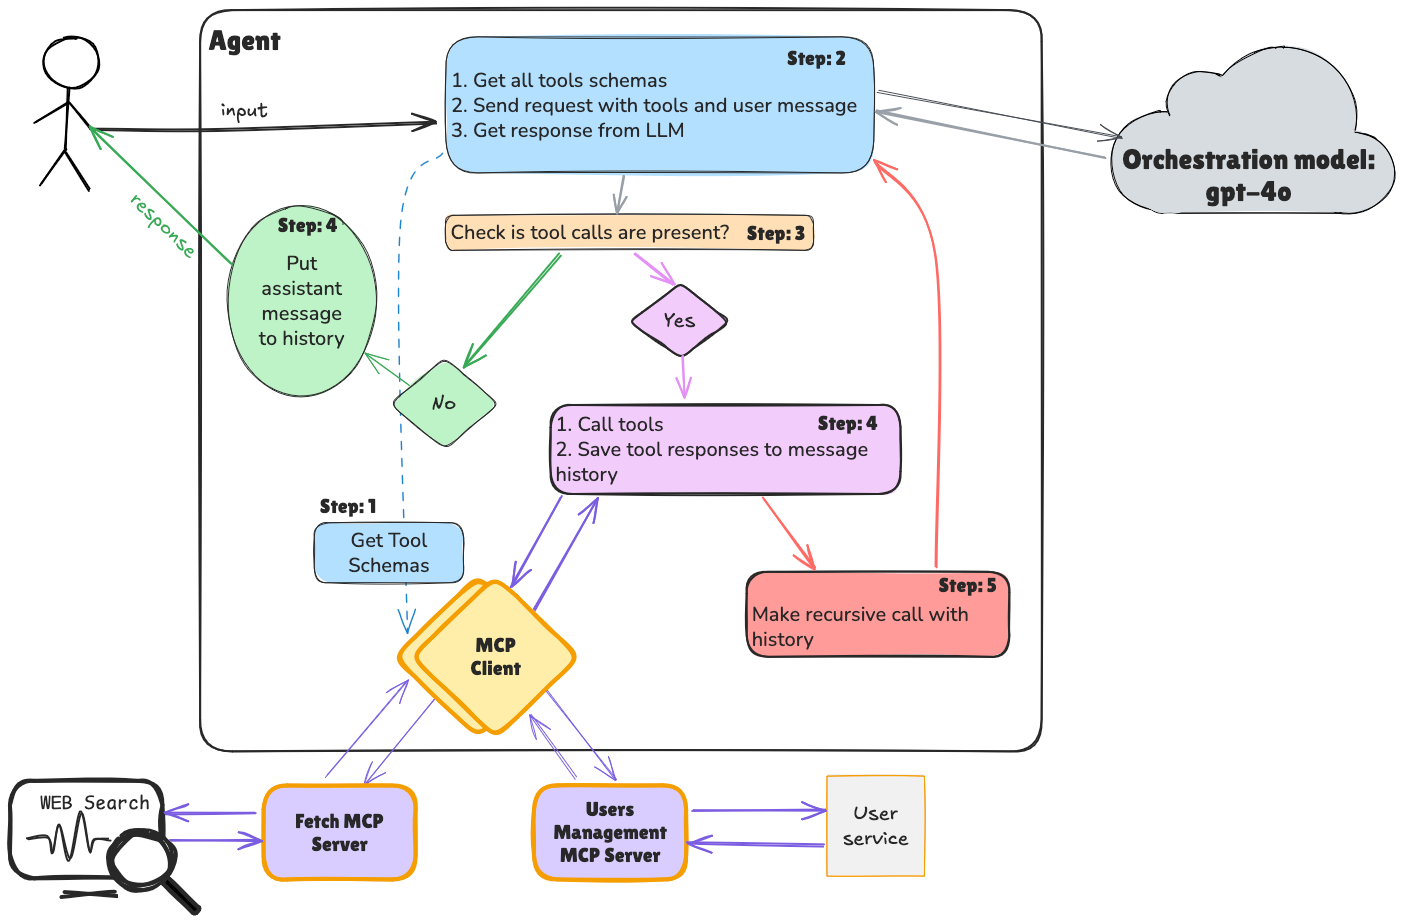 Agent
Step: 2
1. Get all tools schemas
2. Send request with tools and user message
3. Get response from LLM
input
Orchestration model:
gpt-4o
response
Step: 4
Put
assistant
message
to history
Check is tool calls are present? Step: 3
Yes
No
Step: 4
1. Call tools
2. Save tool responses to message
history
Step: 1
Get Tool
Schemas
Step: 5
Make recursive call with
history
MCP
Client
WEB Search
Fetch MCP
Server
Users
Management
MCP Server
User
service